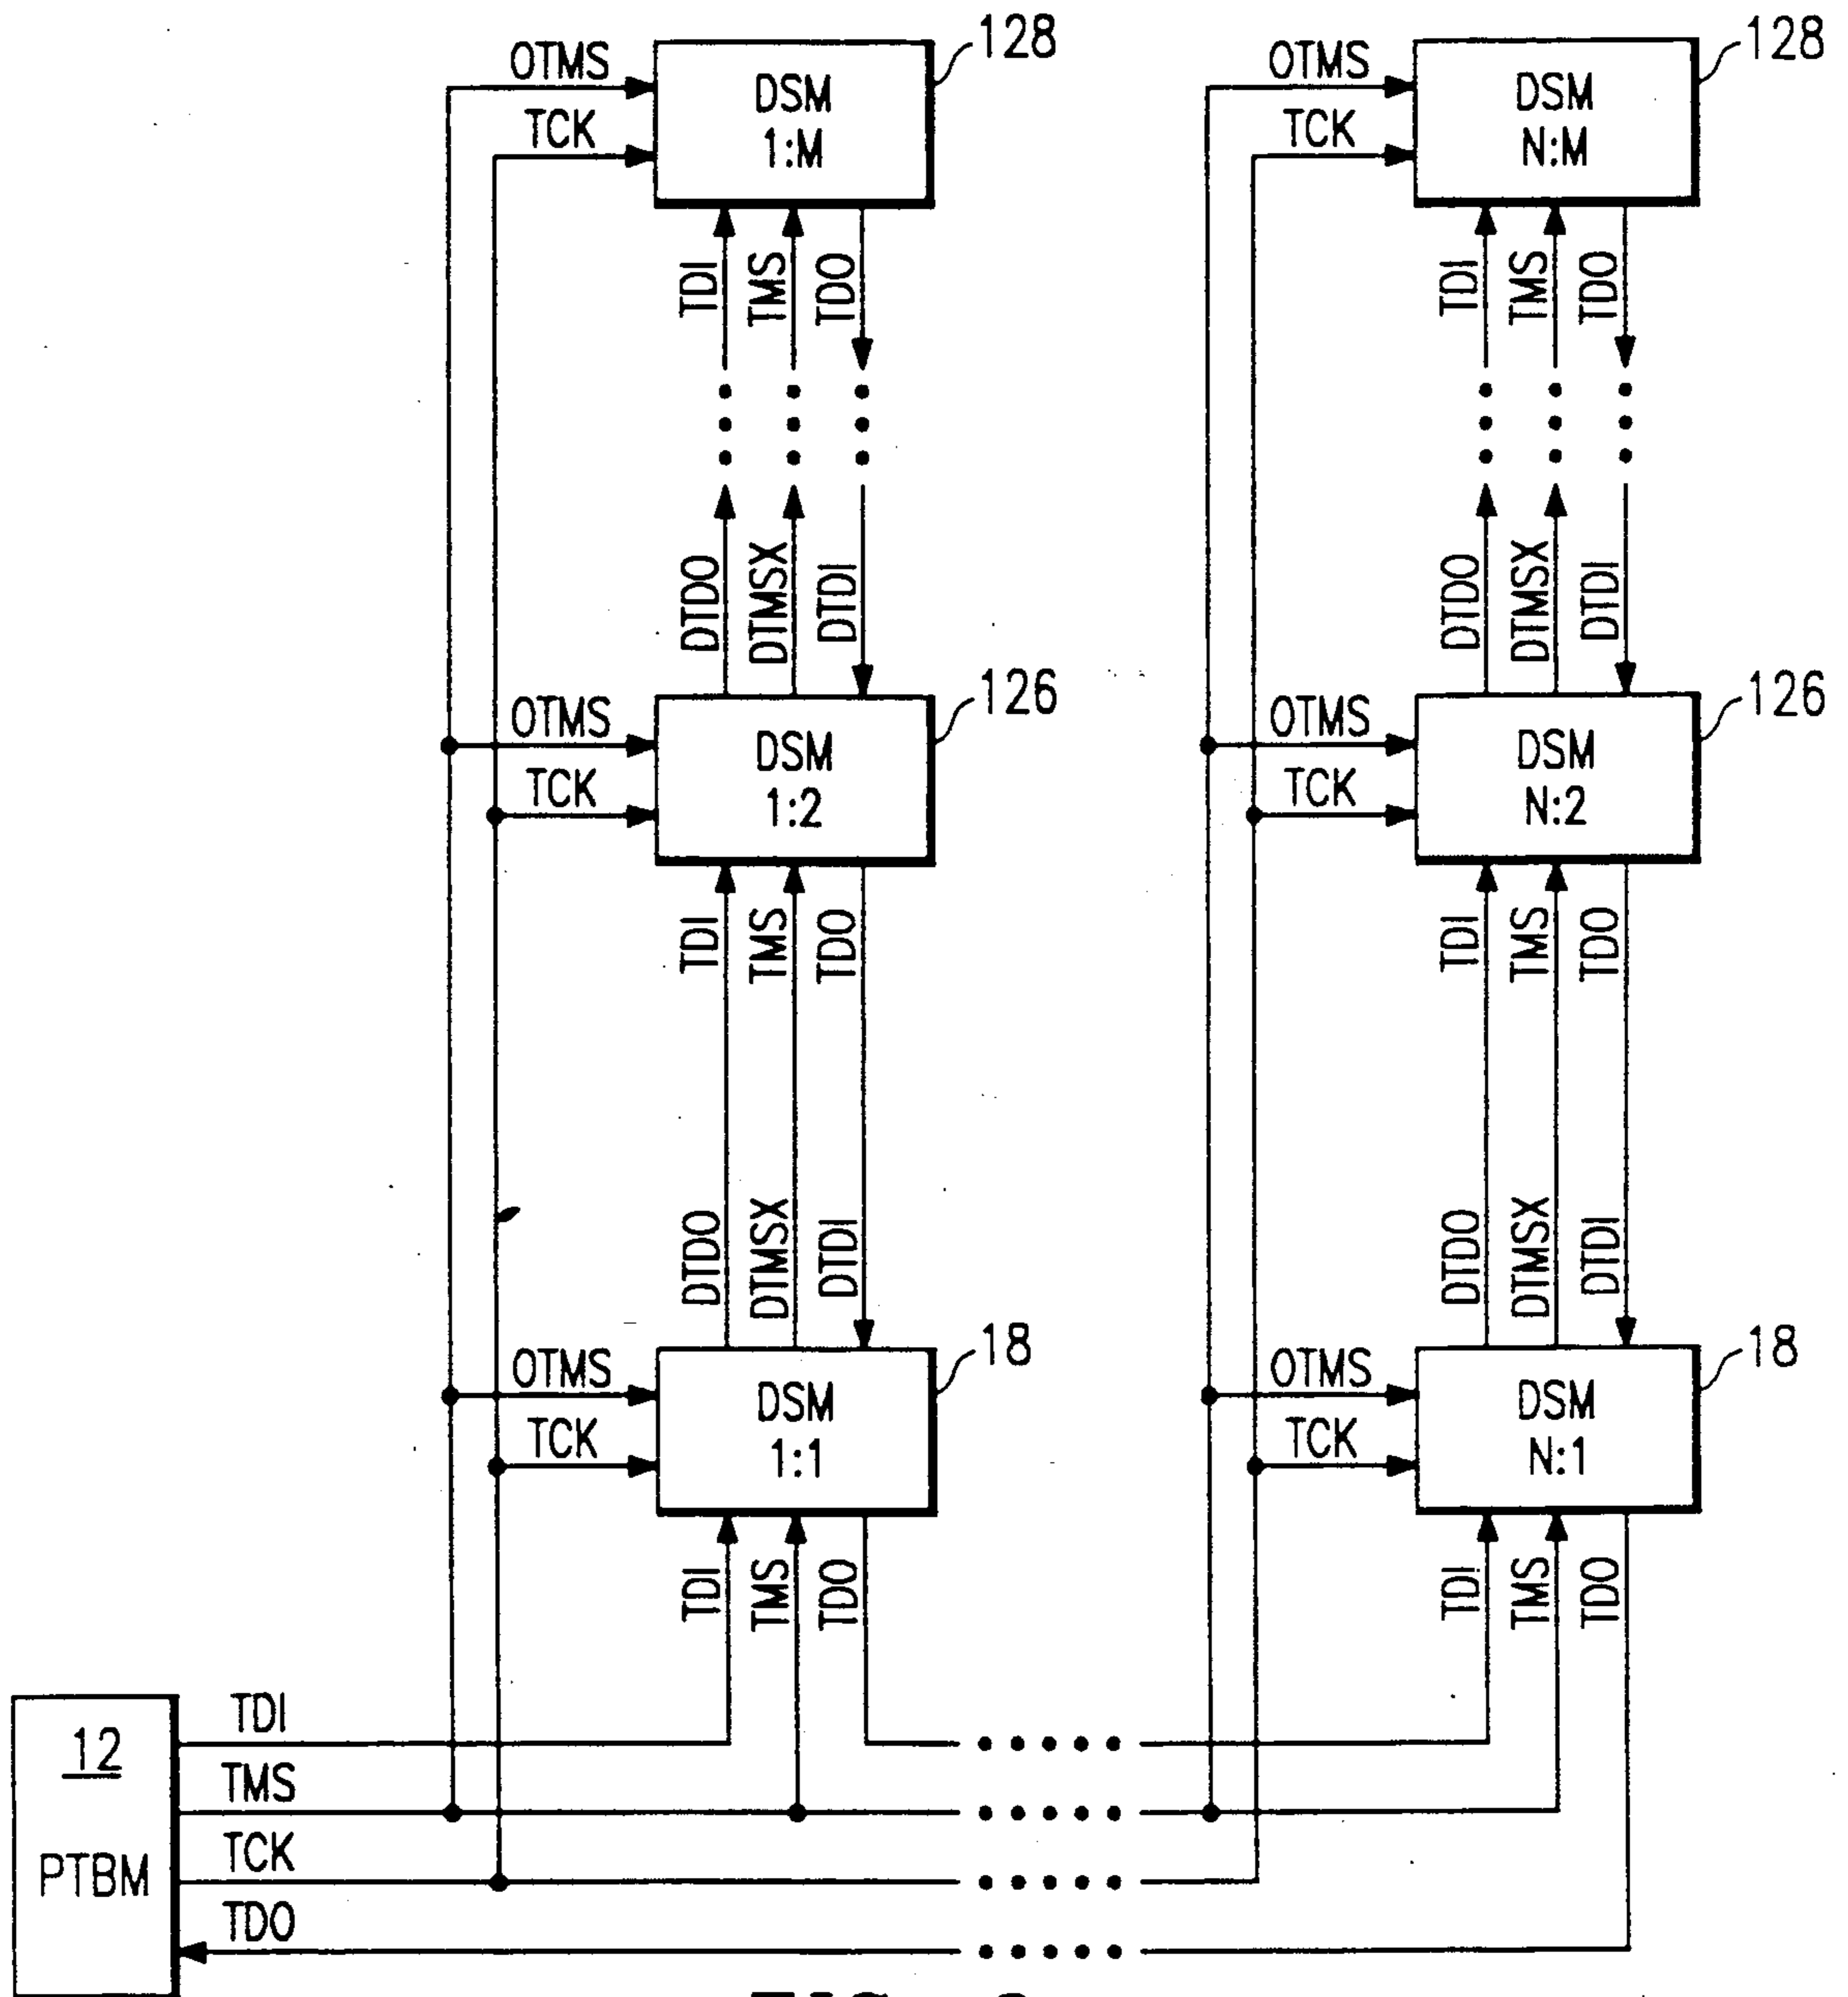 OTMS
TCK
DSM
1:M
128
OTMS
TCK
DSM
N:M
128
TDI
TMS
TDO
TDI
TMS
TDO
DTDO
DTMSX
DTDI
DTDO
DTMSX
DTDI
OTMS
TCK
DSM
1:2
126
OTMS
TCK
DSM
N:2
126
TDI
TMS
TDO
TDI
TMS
TDO
DTDO
DTMSX
DTDI
DTDO
DTMSX
DTDI
OTMS
TCK
DSM
1:1
18
OTMS
TCK
DSM
N:1
18
TDI
TMS
TDO
TDI
TMS
TDO
12
PTBM
TDI
TMS
TCK
TDO